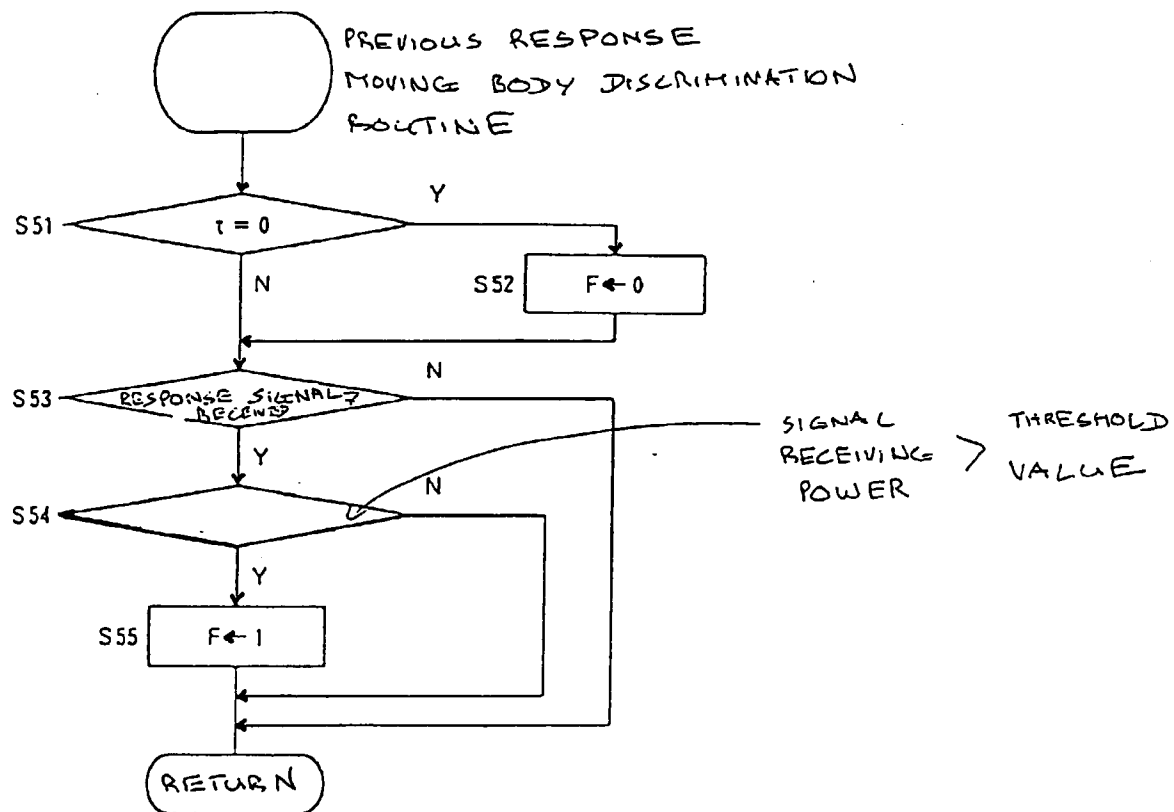 PREVIOUS RESPONSE
MOVING BODY DISCRIMINATION
ROUTINE
S51
τ = 0
Y
N
S52
F ← 0
S53
RESPONSE SIGNAL
RECEIVED
?
N
Y
SIGNAL
RECEIVING
POWER
>
THRESHOLD
VALUE
S54
N
Y
S55
F ← 1
RETURN